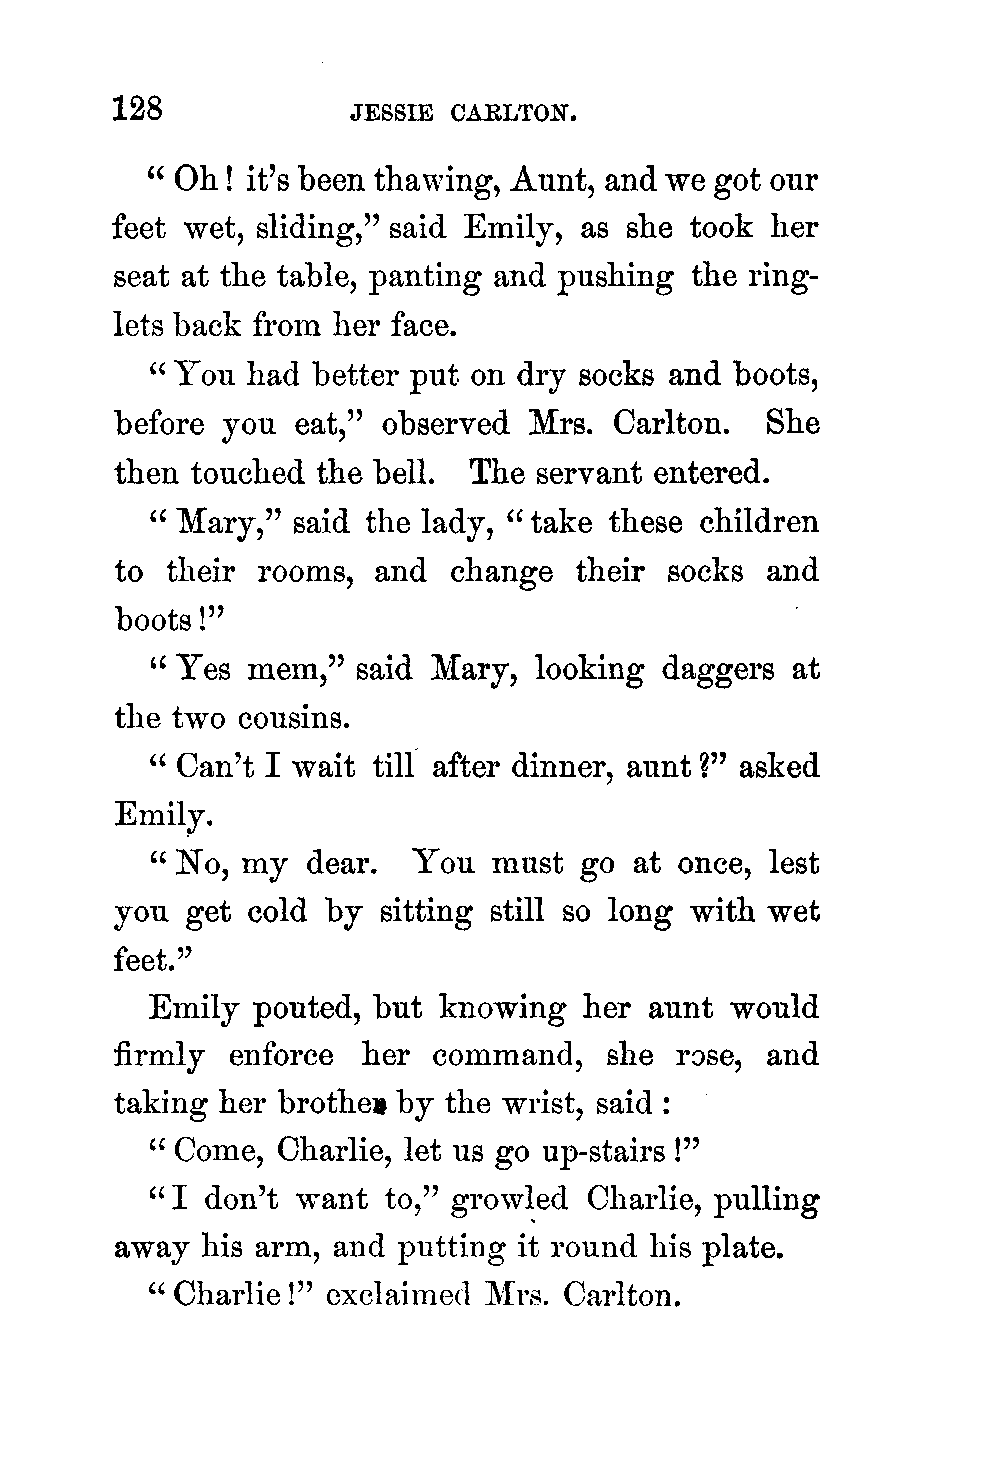 128 JESSIE CARLTON.
“ Oh ! it’s been thawing, Aunt, and we got our
feet wet, sliding,” said Emily, as she took her
seat at the table, panting and pushing the ring-
lets back from her face.
“ You had better put on dry socks and boots,
before you eat,” observed Mrs. Carlton. She
then touched the bell. The servant entered.
“ Mary,” said the lady, “ take these children
to their rooms, and change their socks and
boots !”
“ Yes mem,” said Mary, looking daggers at
the two cousins.
“ Can’t I wait till after dinner, aunt ?” asked
Emily.
“ No, my dear. You must go at once, lest
you get cold by sitting still so long with wet
feet.”
Emily pouted, but knowing her aunt would
firmly enforce her command, she rose, and
taking her brother by the wrist, said :
“ Come, Charlie, let us go up-stairs !”
“ I don’t want to,” growled Charlie, pulling
away his arm, and putting it round his plate.
“ Charlie !” exclaimed Mrs. Carlton.